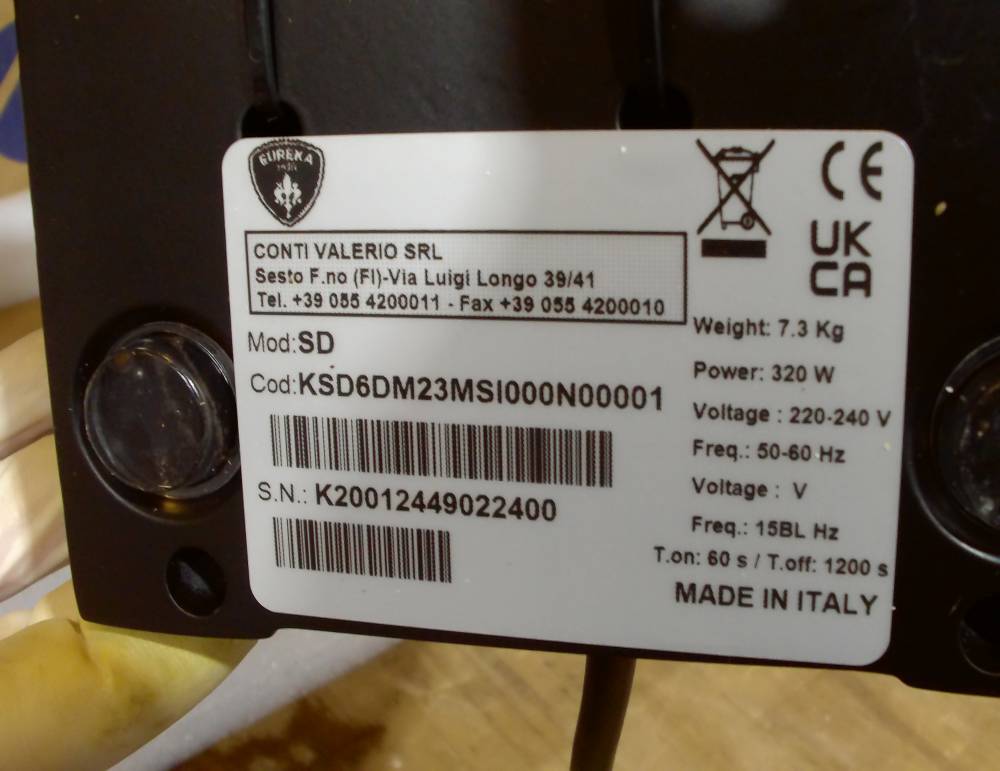 EUREKA
1920
CONTI VALERIO SRL
Sesto F.no (FI)-Via Luigi Longo 39/41
Tel. +39 055 4200011 - Fax +39 055 4200010
Mod:SD
Cod:KSD6DM23MSI000N00001
S.N.: K20012449022400
CE
UK
CA
Weight: 7.3 Kg
Power: 320 W
Voltage : 220-240 V
Freq.: 50-60 Hz
Voltage : V
Freq.: 15BL Hz
T.on: 60 s / T.off: 1200 s
MADE IN ITALY